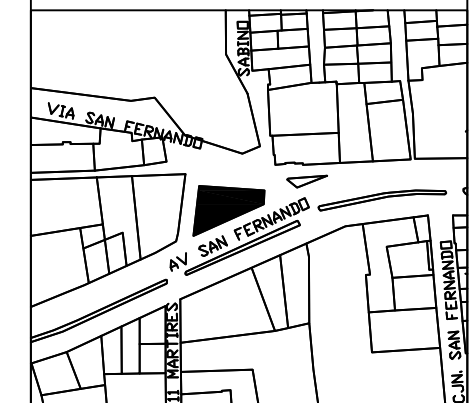 SABINO
VIA SAN FERNANDO
AV SAN FERNANDO
11 MARTIRES
CJN. SAN FERNANDO